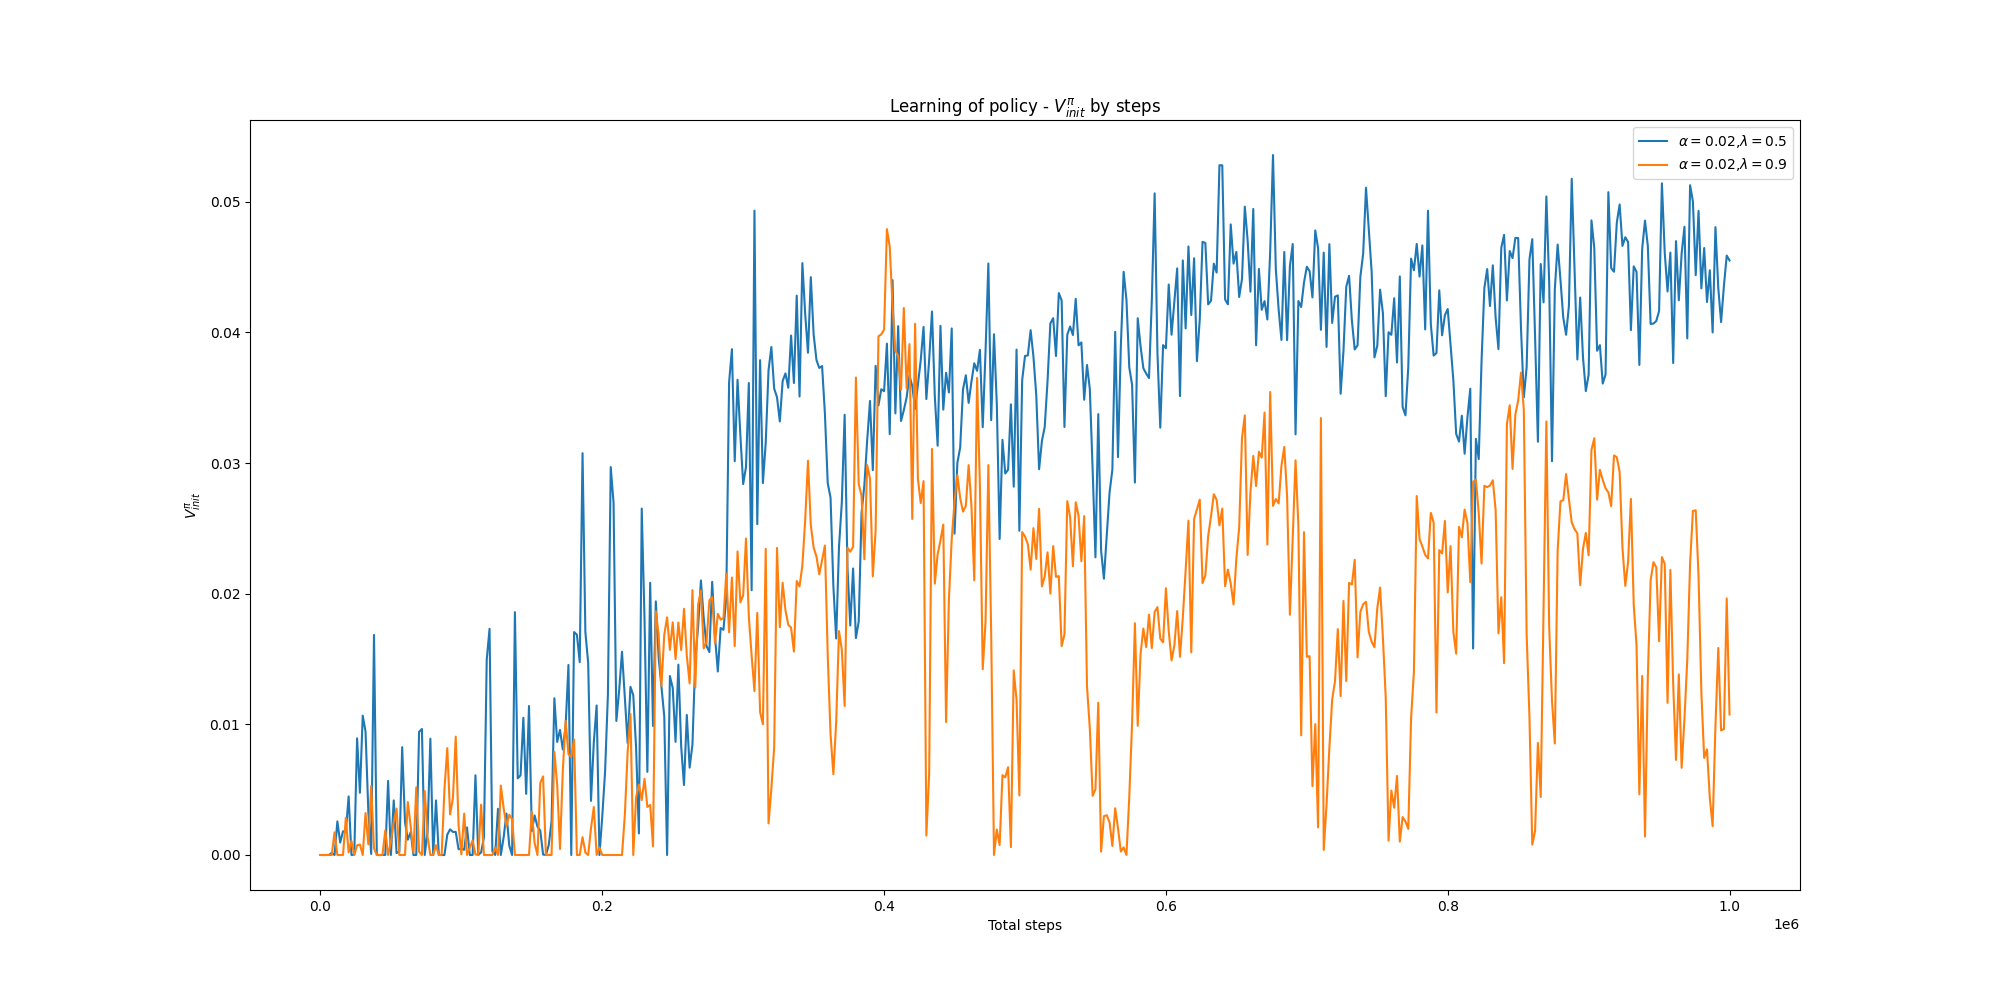 Learning of policy - $V^{\pi}_{init}$ by steps
α = 0.02,λ = 0.5
α = 0.02,λ = 0.9
0.05
0.04
0.03
0.02
0.01
0.00
$V^{\pi}_{init}$
0.0 0.2 0.4 0.6 0.8 1.0
Total steps
1e6